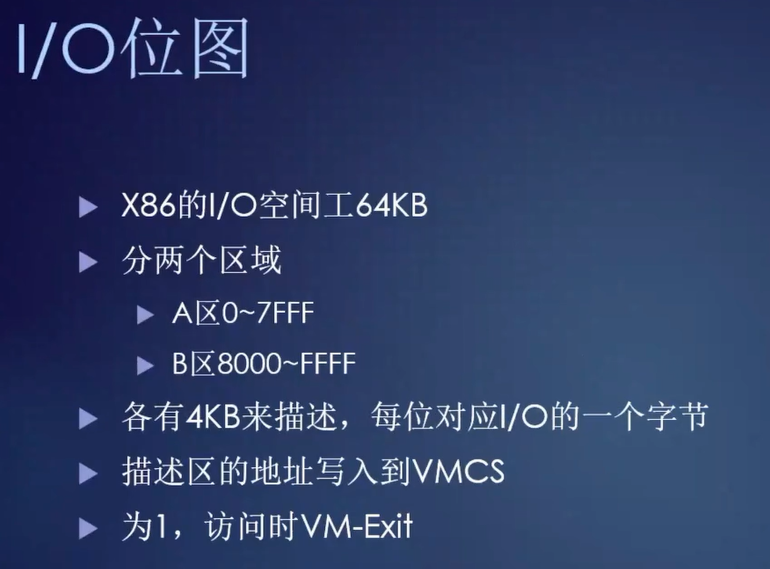 I/O位图
X86的I/O空间工64KB
分两个区域
A区0~7FFF
B区8000~FFFF
各有4KB来描述，每位对应I/O的一个字节
描述区的地址写入到VMCS
为1，访问时VM-Exit